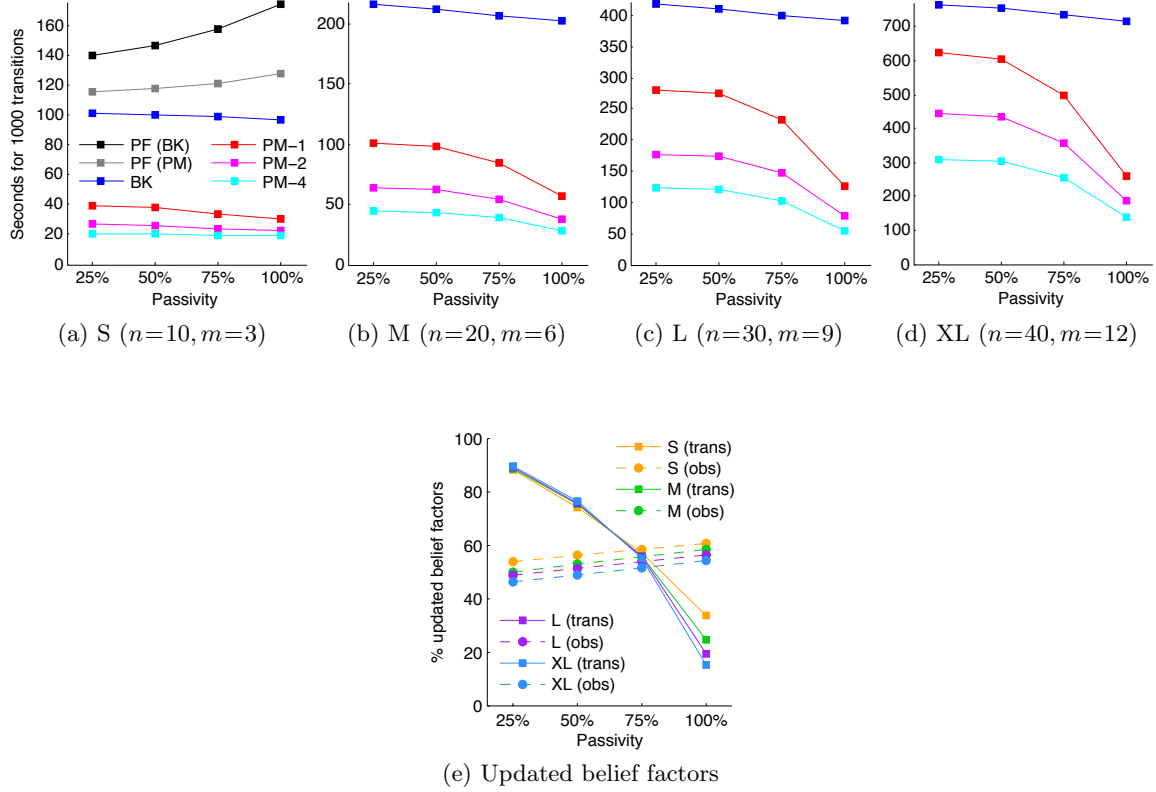 Seconds for 1000 transitions
160
140
120
100
80
60
40
20
0
PF (BK)
PF (PM)
BK
PM-1
PM-2
PM-4
25% 50% 75% 100%
Passivity
(a) S (n=10, m=3)
200
150
100
50
0
25% 50% 75% 100%
Passivity
(b) M (n=20, m=6)
400
350
300
250
200
150
100
50
0
25% 50% 75% 100%
Passivity
(c) L (n=30, m=9)
700
600
500
400
300
200
100
0
25% 50% 75% 100%
Passivity
(d) XL (n=40, m=12)
% updated belief factors
100
80
60
40
20
0
S (trans)
S (obs)
M (trans)
M (obs)
L (trans)
L (obs)
XL (trans)
XL (obs)
25% 50% 75% 100%
Passivity
(e) Updated belief factors